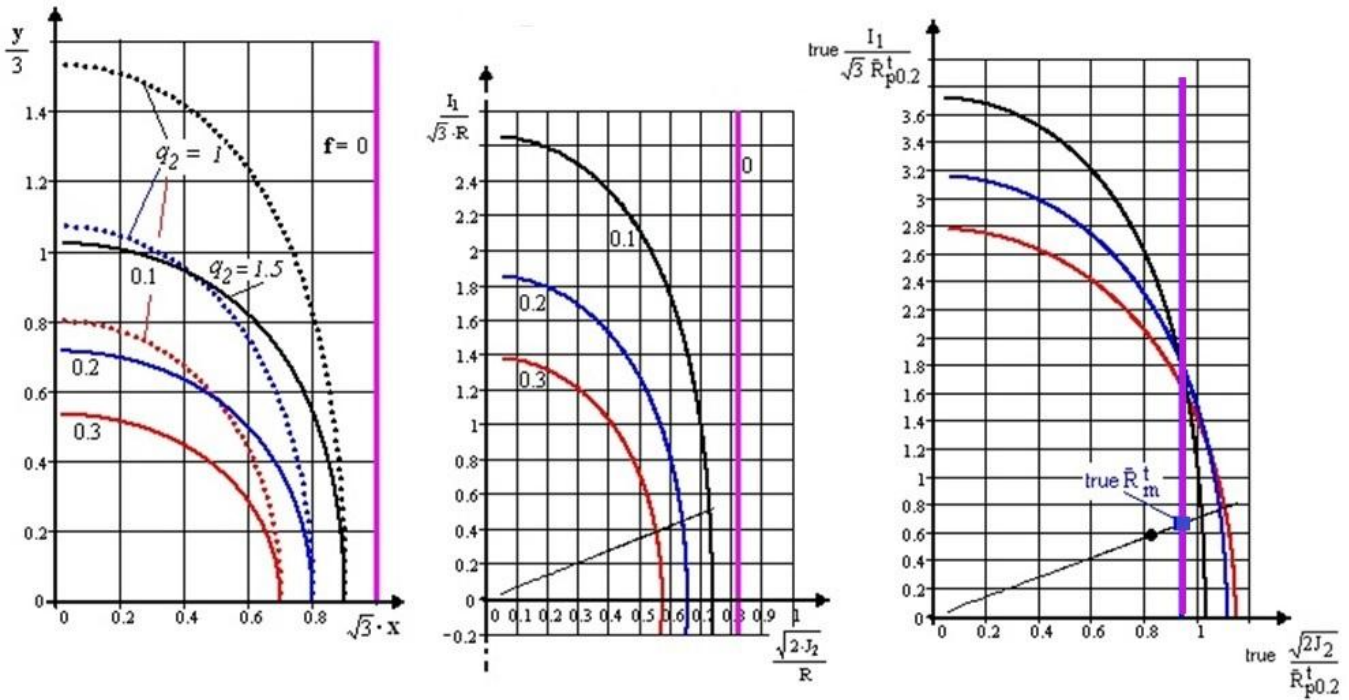 y
3
1.4
1.2
1
0.8
0.6
0.4
0.2
0
q2 = 1
f= 0
0.1
q2=1.5
0.2
0.3
0 0.2 0.4 0.6 0.8
√3·x
I1
√3·R
2.4
2.2
1.8
1.6
1.4
1.2
1
0.8
0.6
0.4
0.2
0
-0.2
0
0.1
0.2
0.3
0 0.1 0.2 0.3 0.4 0.5 0.6 0.7 0.8 0.9 1
√2·J2
R
true I1
√3 R̄tp0.2
3.6
3.4
3.2
3
2.8
2.6
2.4
2.2
2
1.8
1.6
1.4
1.2
1
0.8
0.6
0.4
0.2
0
true R̄tm
0 0.2 0.4 0.6 0.8 1
true √2J2
R̄tp0.2